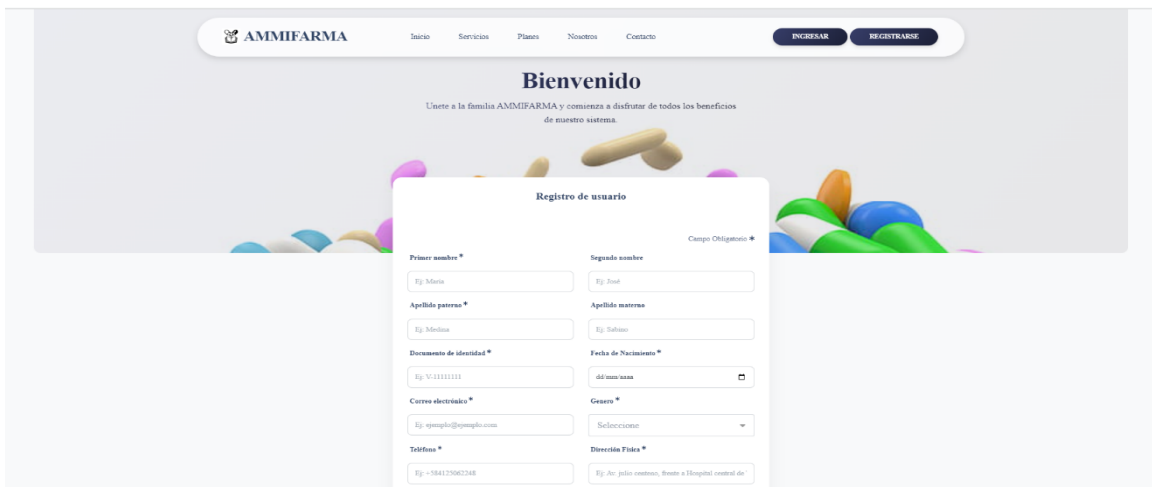 AMMIFARMA
Inicio Servicios Planes Nosotros Contacto INGRESAR REGISTRARSE
Bienvenido
Unete a la familia AMMIFARMA y comienza a disfrutar de todos los beneficios
de nuestro sistema.
Registro de usuario
Campo Obligatorio *
Primer nombre * Segundo nombre
Ej: Maria Ej: José
Apellido paterno * Apellido materno
Ej: Medina Ej: Sabino
Documento de identidad * Fecha de Nacimiento *
Ej: V-11111111 dd/mm/aaaa
Correo electrónico * Genero *
Ej: ejemplo@ejemplo.com Seleccione
Teléfono * Dirección Física *
Ej: +584125062248 Ej: Av. julio centeno, frente a Hospital central de